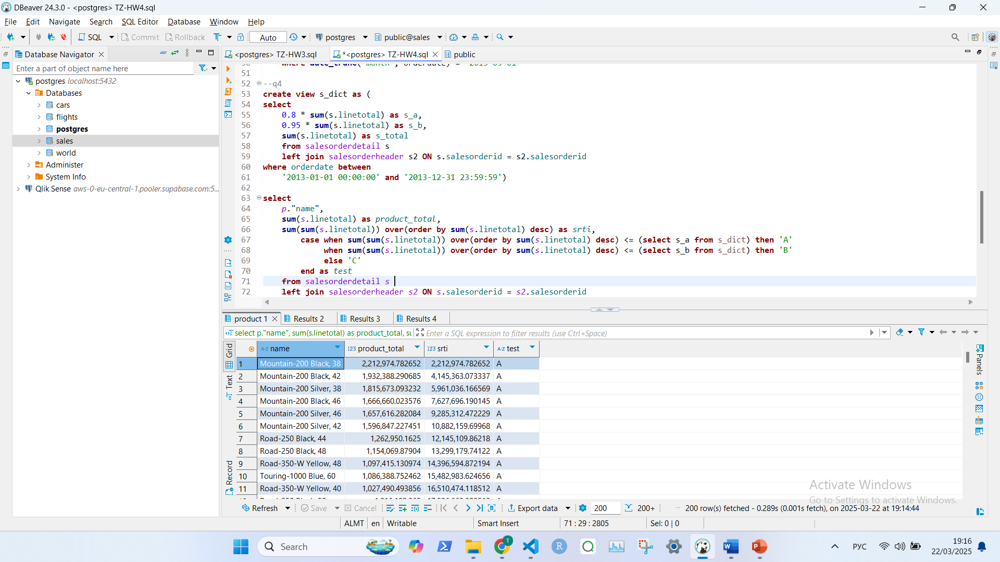 DBeaver 24.3.0 - <postgres> TZ-HW4.sql
File Edit Navigate Search SQL Editor Database Window Help
SQL Commit Rollback Auto postgres public@sales
Database Navigator
<postgres> TZ-HW3.sql
*<postgres> TZ-HW4.sql
public
Enter a part of object name here
postgres localhost:5432
Databases
cars
flights
postgres
sales
world
Administer
System Info
Qlik Sense aws-0-eu-central-1.pooler.supabase.com:5...
51
52 --q4
53 create view s_dict as (
54 select
55 0.8 * sum(s.linetotal) as s_a,
56 0.95 * sum(s.linetotal) as s_b,
57 sum(s.linetotal) as s_total
58 from salesorderdetail s
59 left join salesorderheader s2 ON s.salesorderid = s2.salesorderid
60 where orderdate between
61 '2013-01-01 00:00:00' and '2013-12-31 23:59:59')
62
63 select
64 p."name",
65 sum(s.linetotal) as product_total,
66 sum(sum(s.linetotal)) over(order by sum(s.linetotal) desc) as srti,
67 case when sum(sum(s.linetotal)) over(order by sum(s.linetotal) desc) <= (select s_a from s_dict) then 'A'
68 when sum(sum(s.linetotal)) over(order by sum(s.linetotal) desc) <= (select s_b from s_dict) then 'B'
69 else 'C'
70 end as test
71 from salesorderdetail s
72 left join salesorderheader s2 ON s.salesorderid = s2.salesorderid
product 1 Results 2 Results 3 Results 4
select p."name", sum(s.linetotal) as product_total, su
Enter a SQL expression to filter results (use Ctrl+Space)
Grid
Text
Record
Panels
name product_total srti test
1 Mountain-200 Black, 38 2,212,974.782652 2,212,974.782652 A
2 Mountain-200 Black, 42 1,932,388.290685 4,145,363.073337 A
3 Mountain-200 Silver, 38 1,815,673.093232 5,961,036.166569 A
4 Mountain-200 Black, 46 1,666,660.023576 7,627,696.190145 A
5 Mountain-200 Silver, 46 1,657,616.282084 9,285,312.472229 A
6 Mountain-200 Silver, 42 1,596,847.227451 10,882,159.69968 A
7 Road-250 Black, 44 1,262,950.1625 12,145,109.86218 A
8 Road-250 Black, 48 1,154,069.87904 13,299,179.74122 A
9 Road-350-W Yellow, 48 1,097,415.130974 14,396,594.872194 A
10 Touring-1000 Blue, 60 1,086,388.752462 15,482,983.624656 A
11 Road-350-W Yellow, 40 1,027,490.493856 16,510,474.118512 A
Activate Windows
Go to Settings to activate Windows.
Refresh Save Cancel Export data 200 200+ 200 row(s) fetched - 0.289s (0.001s fetch), on 2025-03-22 at 19:14:44
ALMT en Writable Smart Insert 71 : 29 : 2805 Sel: 0 | 0
Search
РУС
19:16
22/03/2025